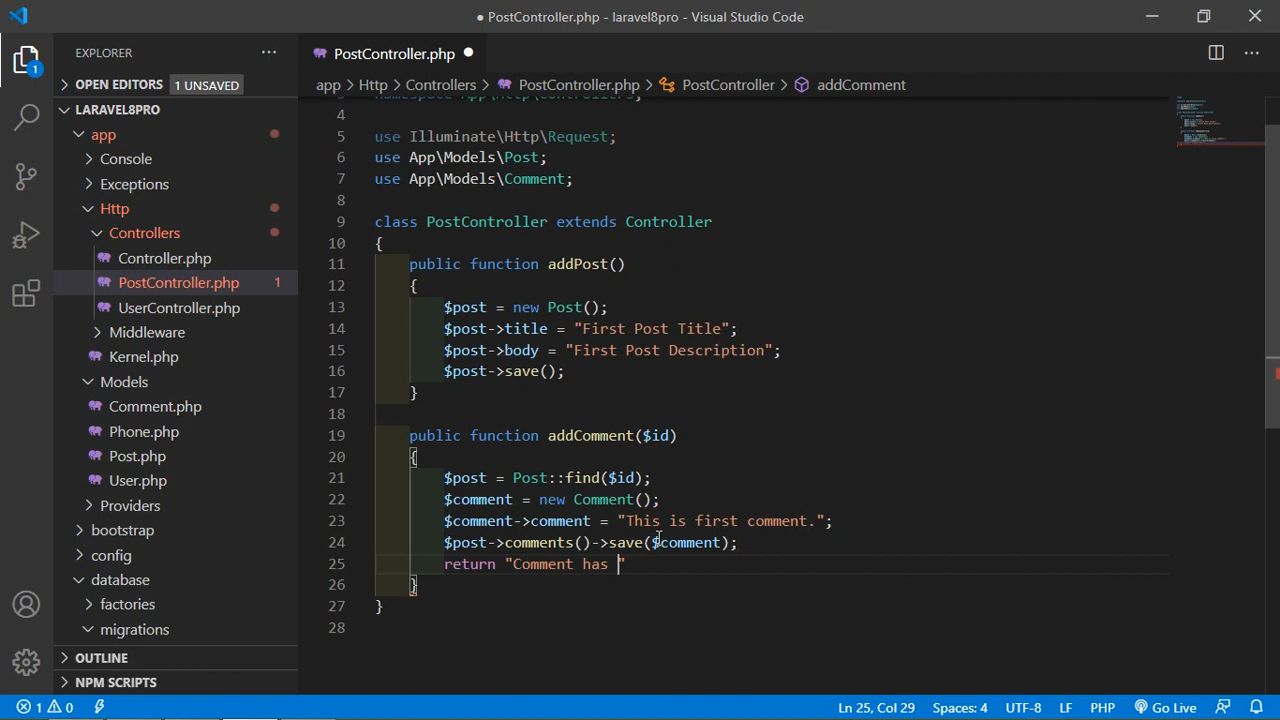 ● PostController.php - laravel8pro - Visual Studio Code
EXPLORER
PostController.php
OPEN EDITORS 1 UNSAVED
app > Http > Controllers > PostController.php > PostController > addComment
LARAVEL8PRO
app
Console
Exceptions
Http
Controllers
Controller.php
PostController.php 1
UserController.php
Middleware
Kernel.php
Models
Comment.php
Phone.php
Post.php
User.php
Providers
bootstrap
config
database
factories
migrations
OUTLINE
NPM SCRIPTS
1
3 namespace App\Http\Controllers;
4
5 use Illuminate\Http\Request;
6 use App\Models\Post;
7 use App\Models\Comment;
8
9 class PostController extends Controller
10 {
11 public function addPost()
12 {
13 $post = new Post();
14 $post->title = "First Post Title";
15 $post->body = "First Post Description";
16 $post->save();
17 }
18
19 public function addComment($id)
20 {
21 $post = Post::find($id);
22 $comment = new Comment();
23 $comment->comment = "This is first comment.";
24 $post->comments()->save($comment);
25 return "Comment has "
26 }
27 }
28
1 0 Ln 25, Col 29 Spaces: 4 UTF-8 LF PHP Go Live